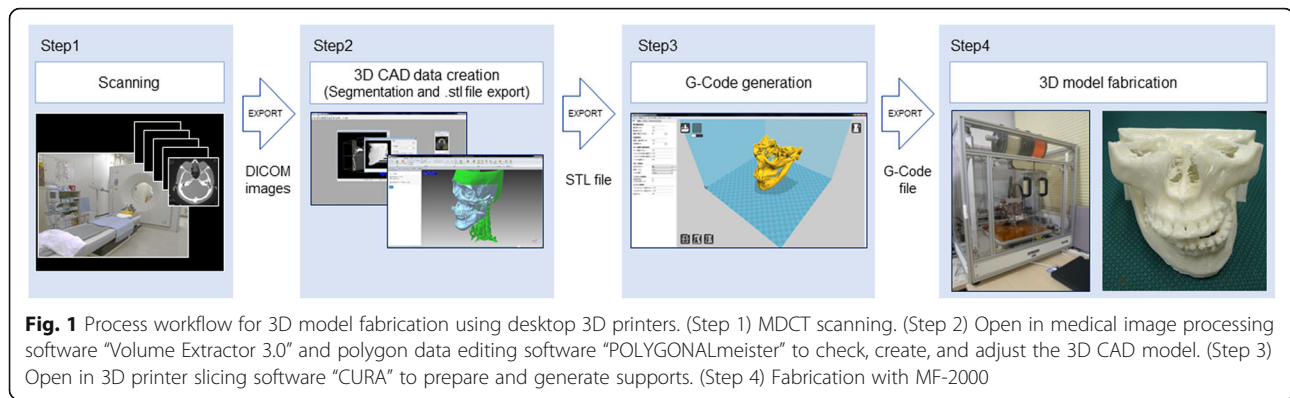 Step1
Scanning
EXPORT
DICOM
images
Step2
3D CAD data creation
(Segmentation and .stl file export)
EXPORT
STL file
Step3
G-Code generation
EXPORT
G-Code
file
Step4
3D model fabrication
Fig. 1 Process workflow for 3D model fabrication using desktop 3D printers. (Step 1) MDCT scanning. (Step 2) Open in medical image processing
software “Volume Extractor 3.0” and polygon data editing software “POLYGONALmeister” to check, create, and adjust the 3D CAD model. (Step 3)
Open in 3D printer slicing software “CURA” to prepare and generate supports. (Step 4) Fabrication with MF-2000